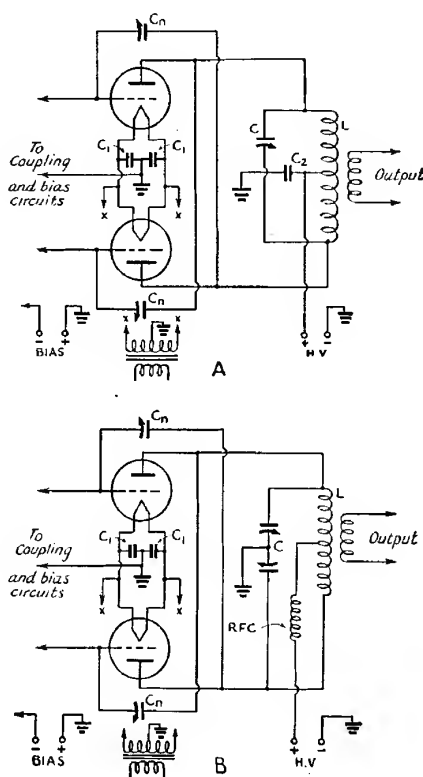 Cn
C1 C1
To
Coupling
and bias
circuits
x x
C
C2
L
Output
Cn
x x
- +
BIAS
A
+ -
H.V
Cn
C1 C1
To
Coupling
and bias
circuits
x x
C
L
Output
RFC
Cn
- +
BIAS
B
+ -
H.V